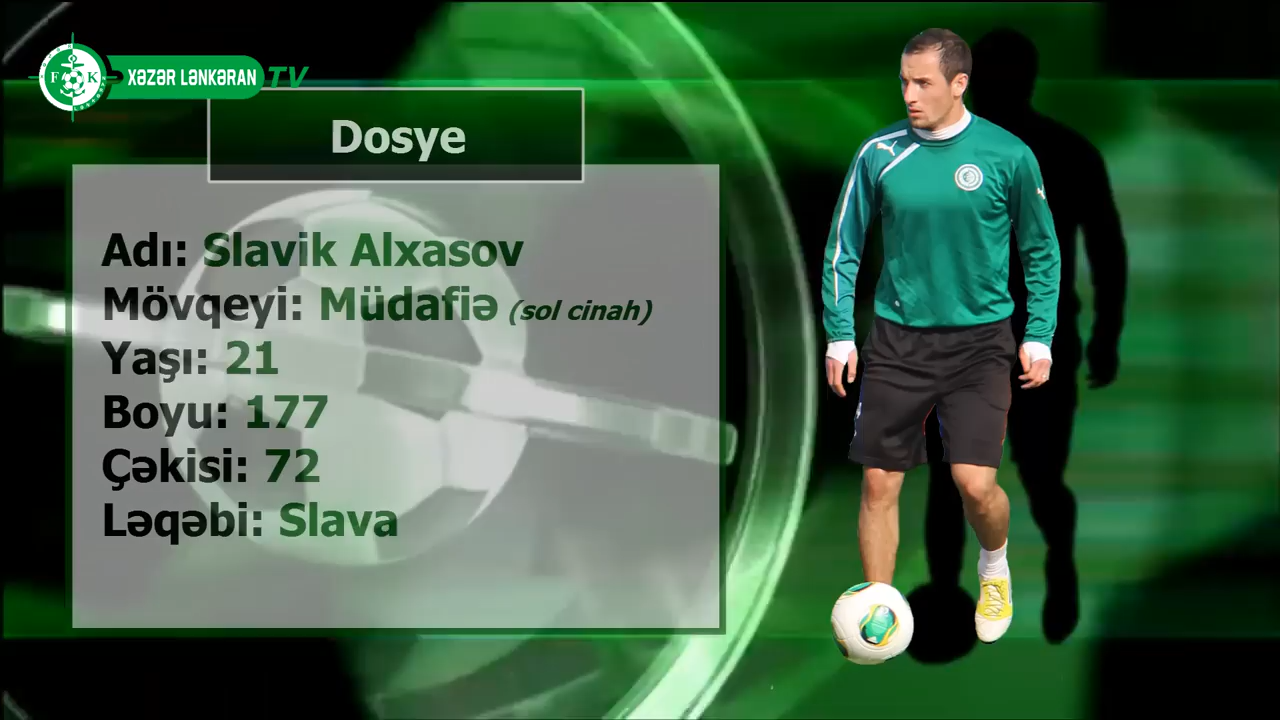 F K
XƏZƏR LƏNKƏRAN TV
Dosye
Adı: Slavik Alxasov
Mövqeyi: Müdafiə (sol cinah)
Yaşı: 21
Boyu: 177
Çəkisi: 72
Ləqəbi: Slava